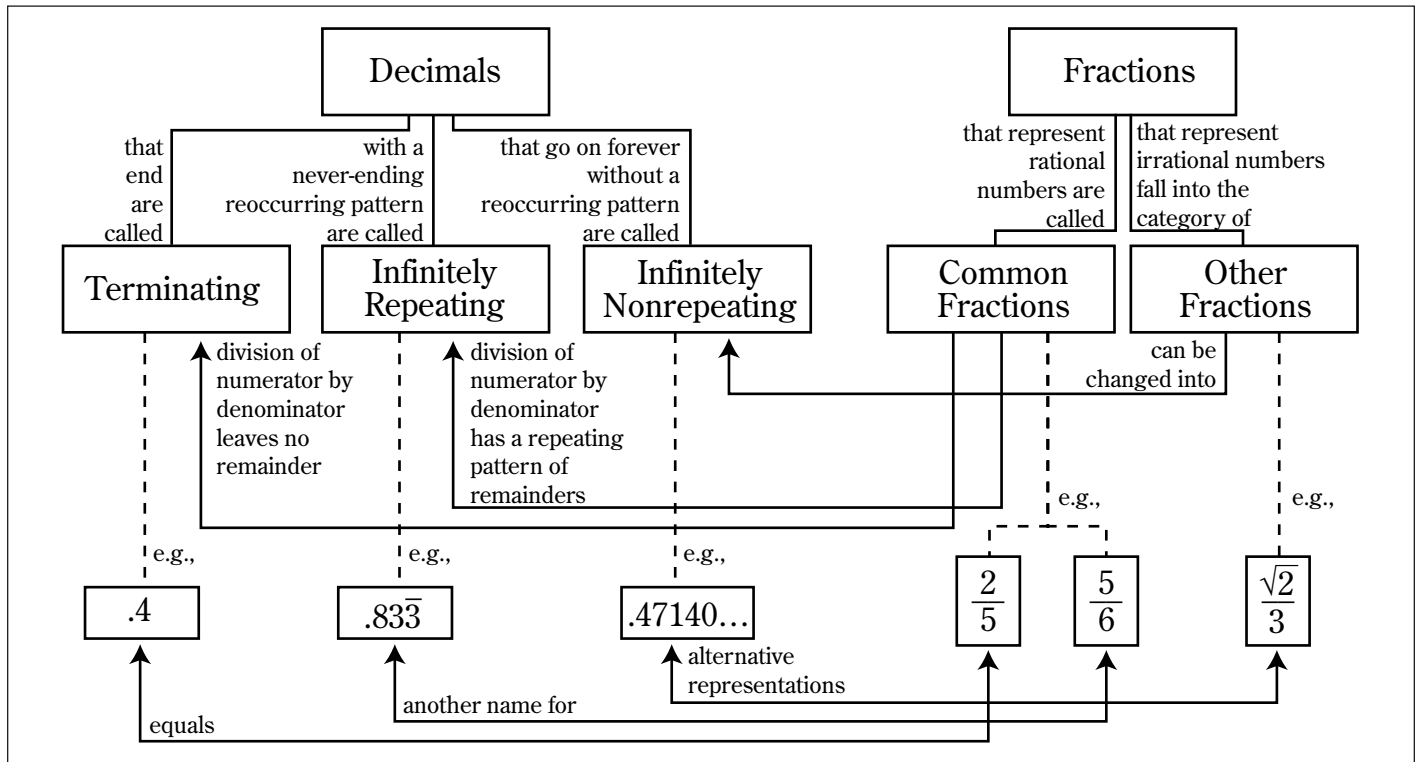 Decimals
Fractions
that
end
are
called
with a
never-ending
reoccurring pattern
are called
that go on forever
without a
reoccurring pattern
are called
that represent
rational
numbers are
called
that represent
irrational numbers
fall into the
category of
Terminating
Infinitely
Repeating
Infinitely
Nonrepeating
Common
Fractions
Other
Fractions
division of
numerator by
denominator
leaves no
remainder
division of
numerator by
denominator
has a repeating
pattern of
remainders
can be
changed into
e.g.,
e.g.,
e.g.,
e.g.,
e.g.,
.4
.833̅
.47140...
2
5
5
6
√2
3
alternative
representations
another name for
equals